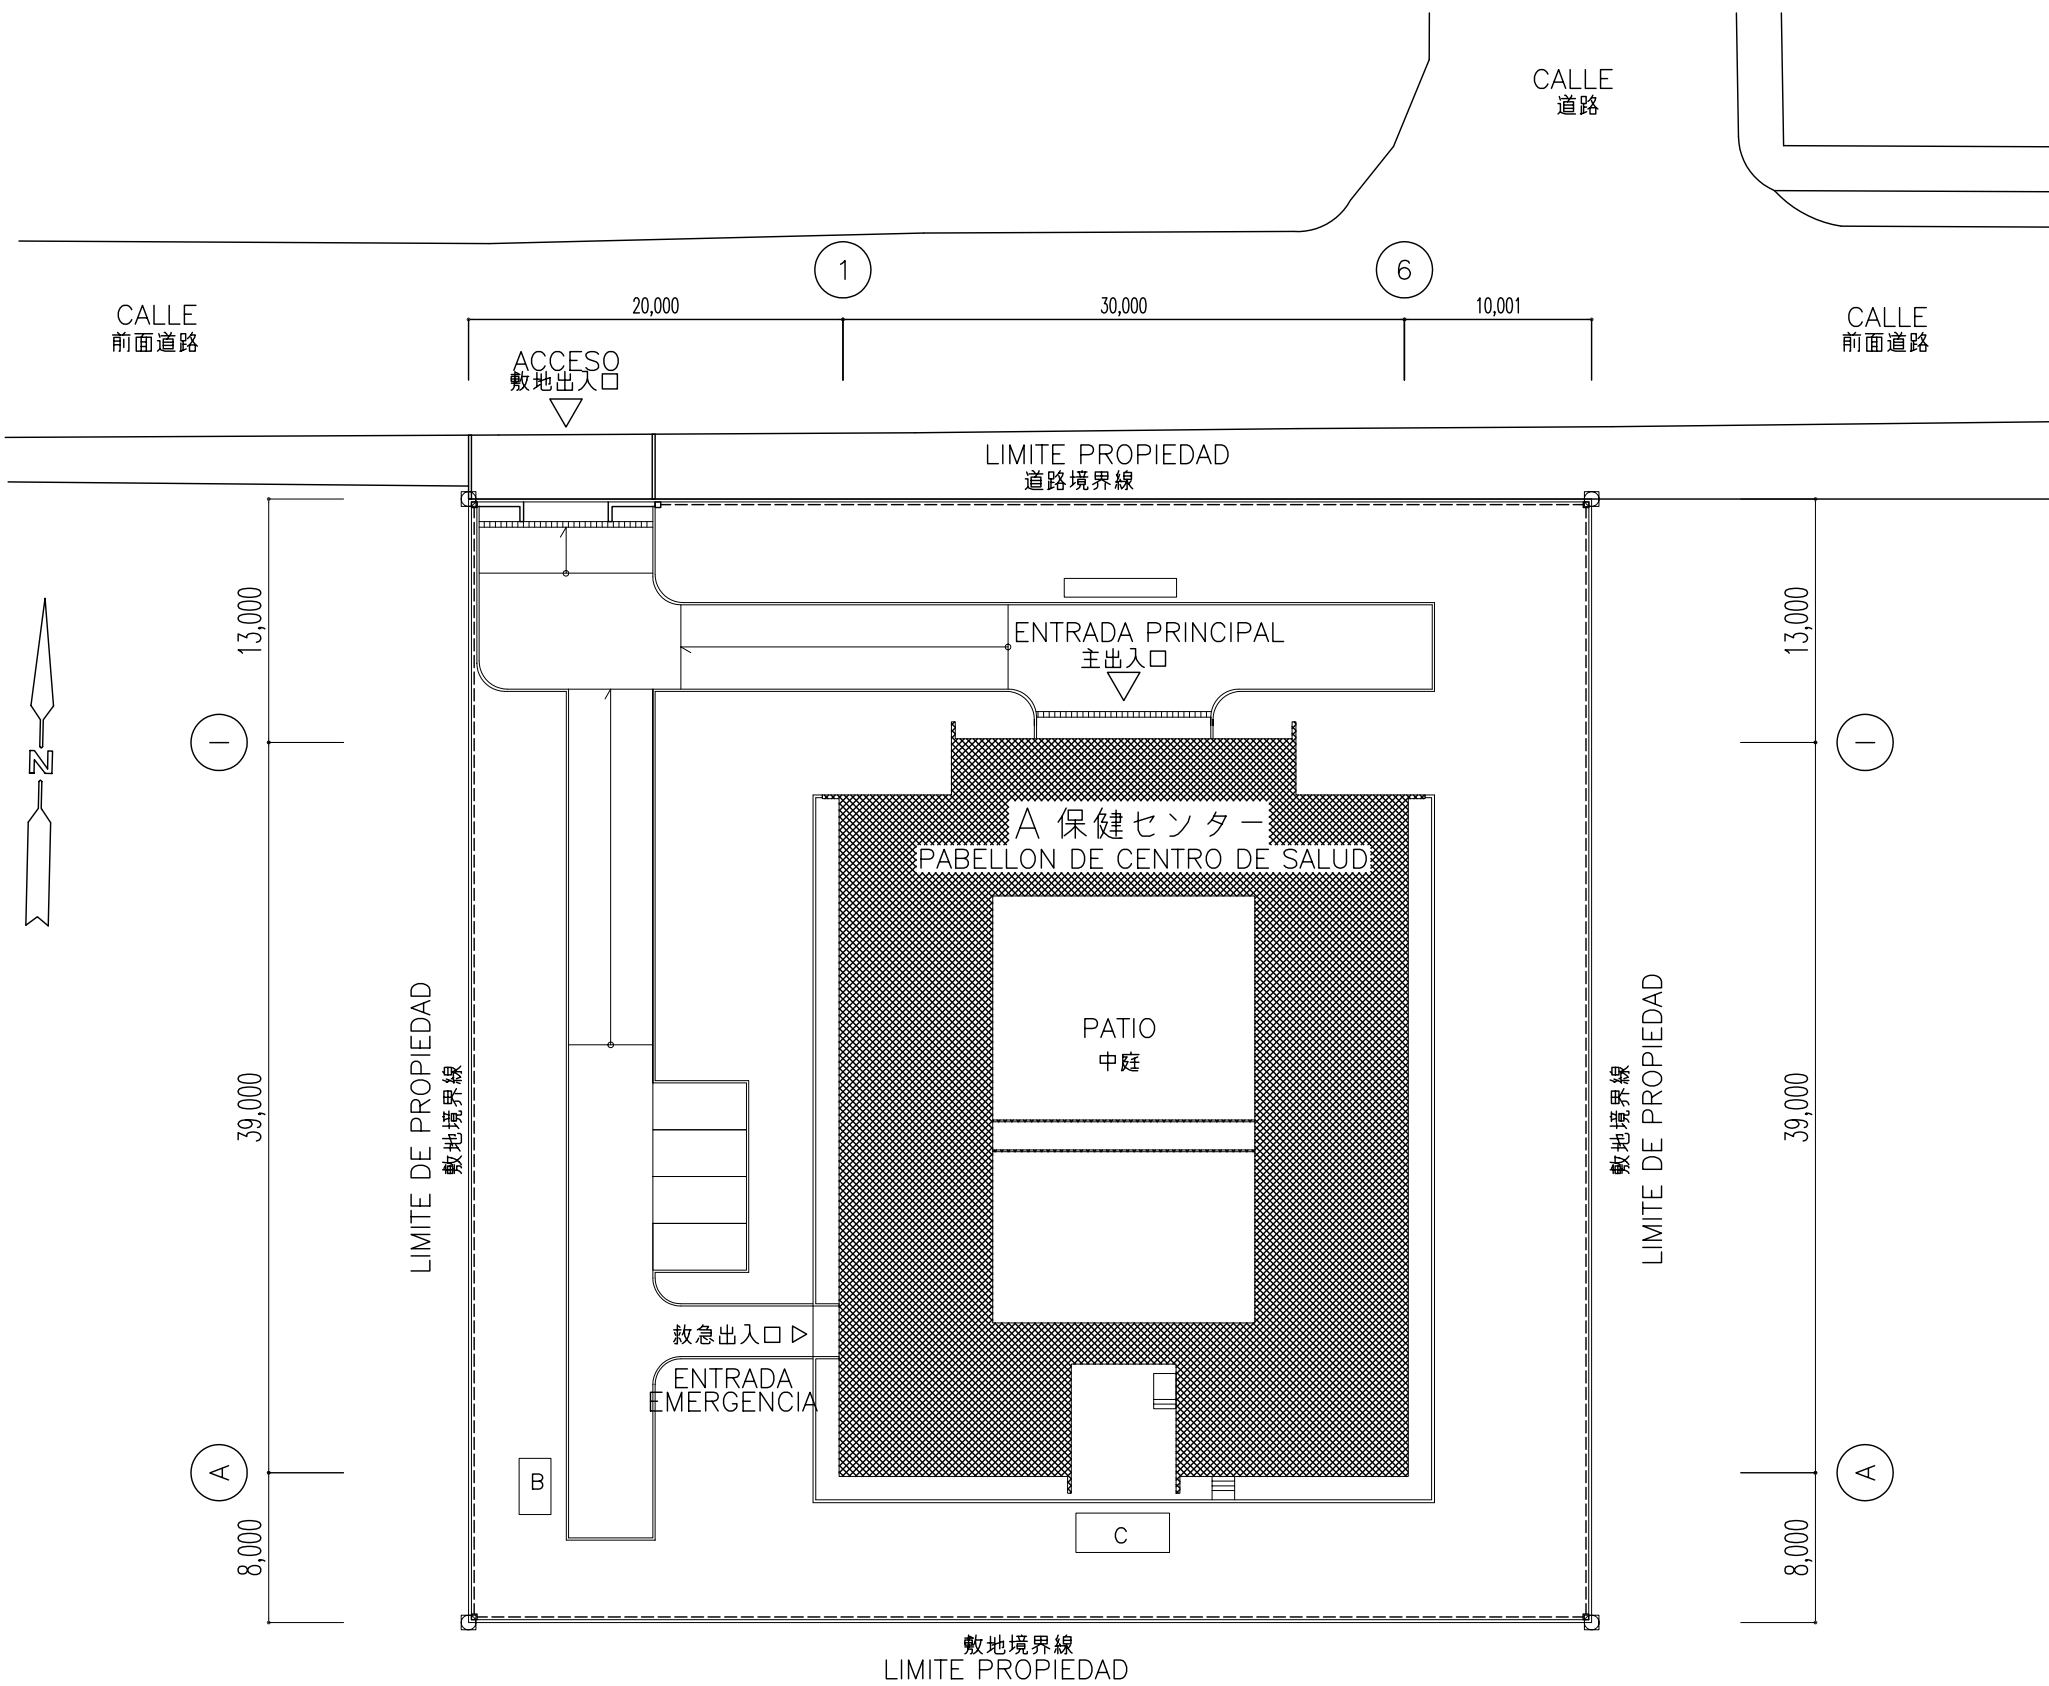 CALLE
道路
1
6
20,000
30,000
10,001
CALLE
前面道路
CALLE
前面道路
ACCESO
敷地出入口
LIMITE PROPIEDAD
道路境界線
13,000
13,000
ENTRADA PRINCIPAL
主出入口
I
I
N
A 保健センター
PABELLON DE CENTRO DE SALUD
PATIO
中庭
LIMITE DE PROPIEDAD
敷地境界線
敷地境界線
LIMITE DE PROPIEDAD
39,000
39,000
救急出入口
ENTRADA
EMERGENCIA
A
A
B
C
8,000
8,000
敷地境界線
LIMITE PROPIEDAD